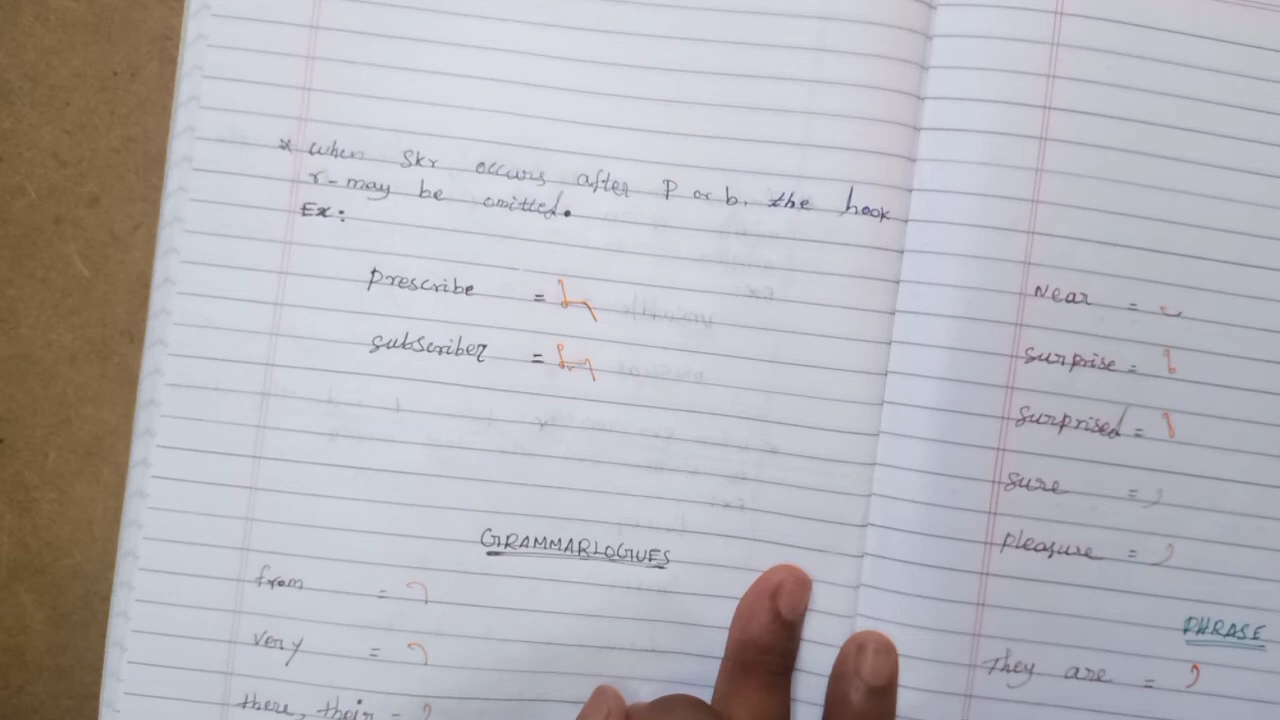 * When Skr occurs after P or b, the hook
r-may be omitted.
Ex:
Prescribe =
Subscriber =
GRAMMARLOGUES
from =
very =
there, their =
Near =
Surprise =
Surprised =
Sure =
Pleasure =
PHRASE
They are =